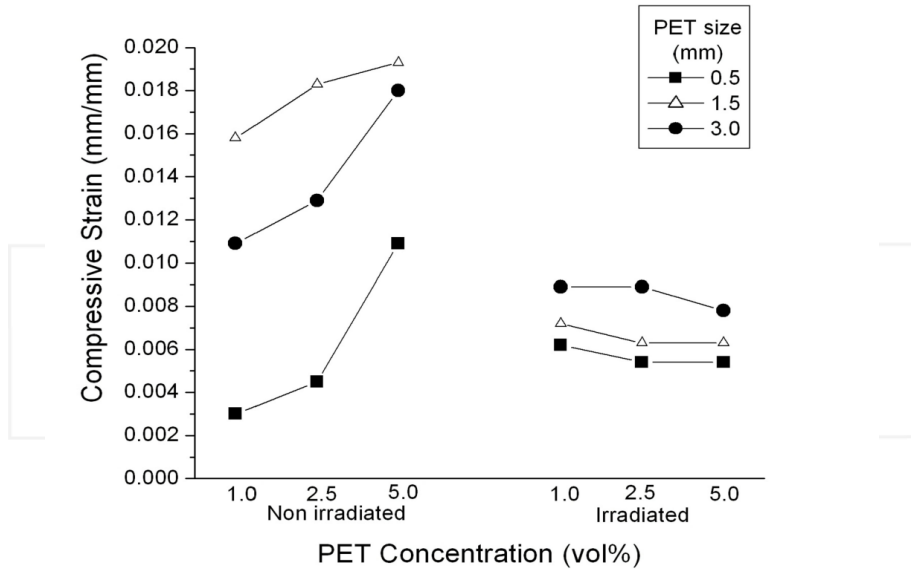 PET size
(mm)
0.5
1.5
3.0
Compressive Strain (mm/mm)
0.020
0.018
0.016
0.014
0.012
0.010
0.008
0.006
0.004
0.002
0.000
1.0 2.5 5.0 1.0 2.5 5.0
Non irradiated Irradiated
PET Concentration (vol%)